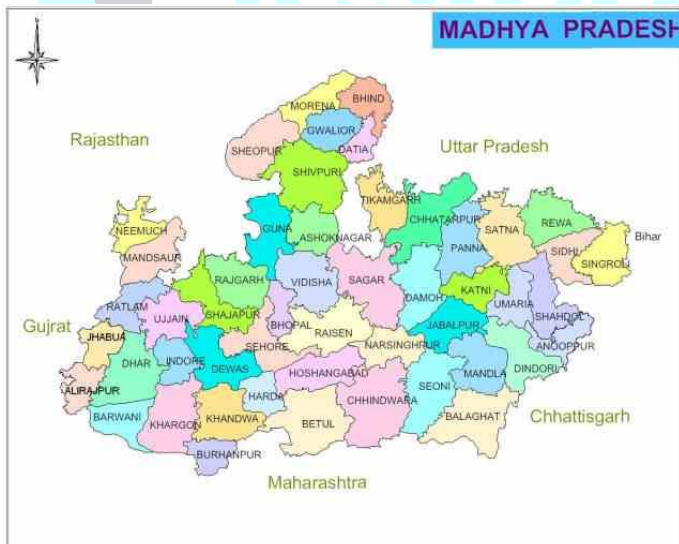 MADHYA PRADESH
BHIND
MORENA
GWALIOR
Rajasthan
DATIA
Uttar Pradesh
SHEOPUR
SHIVPURI
TIKAMGARH
CHHATARPUR
REWA
NEEMUCH
GUNA
SATNA
ASHOKNAGAR
Bihar
PANNA
SIDHI
MANDSAUR
SINGROLI
RAJGARH
VIDISHA
SAGAR
KATNI
DAMOH
UMARIA
RATLAM
SHAJAPUR
UJJAIN
SHAHDOL
Gujrat
BHOPAL
JABALPUR
RAISEN
JHABUA
SEHORE
NARSINGHPUR
ANOOPPUR
DHAR
INDORE
DEWAS
HOSHANGABAD
MANDLA
DINDORI
SEONI
ALIRAJPUR
HARDA
CHHINDWARA
BARWANI
KHARGON
KHANDWA
BETUL
BALAGHAT
Chhattisgarh
BURHANPUR
Maharashtra